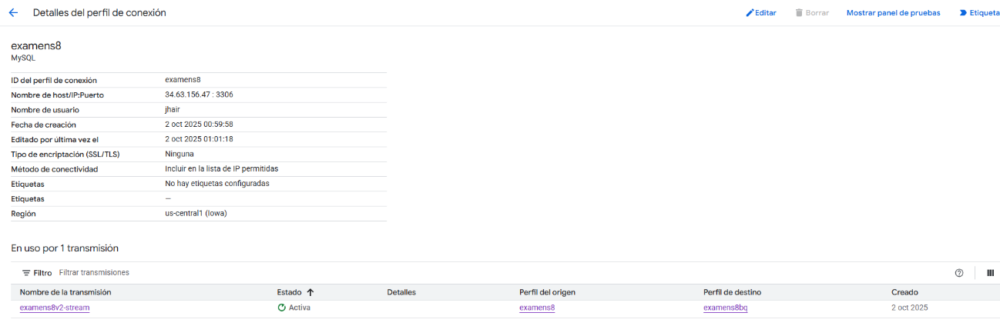 Detalles del perfil de conexión Editar Borrar Mostrar panel de pruebas Etiqueta
examens8
MySQL
ID del perfil de conexión examens8
Nombre de host/IP:Puerto 34.63.156.47 : 3306
Nombre de usuario jhair
Fecha de creación 2 oct 2025 00:59:58
Editado por última vez el 2 oct 2025 01:01:18
Tipo de encriptación (SSL/TLS) Ninguna
Método de conectividad Incluir en la lista de IP permitidas
Etiquetas No hay etiquetas configuradas
Etiquetas —
Región us-central1 (Iowa)
En uso por 1 transmisión
Filtro Filtrar transmisiones
Nombre de la transmisión Estado Detalles Perfil del origen Perfil de destino Creado
examens8v2-stream Activa examens8 examens8bq 2 oct 2025